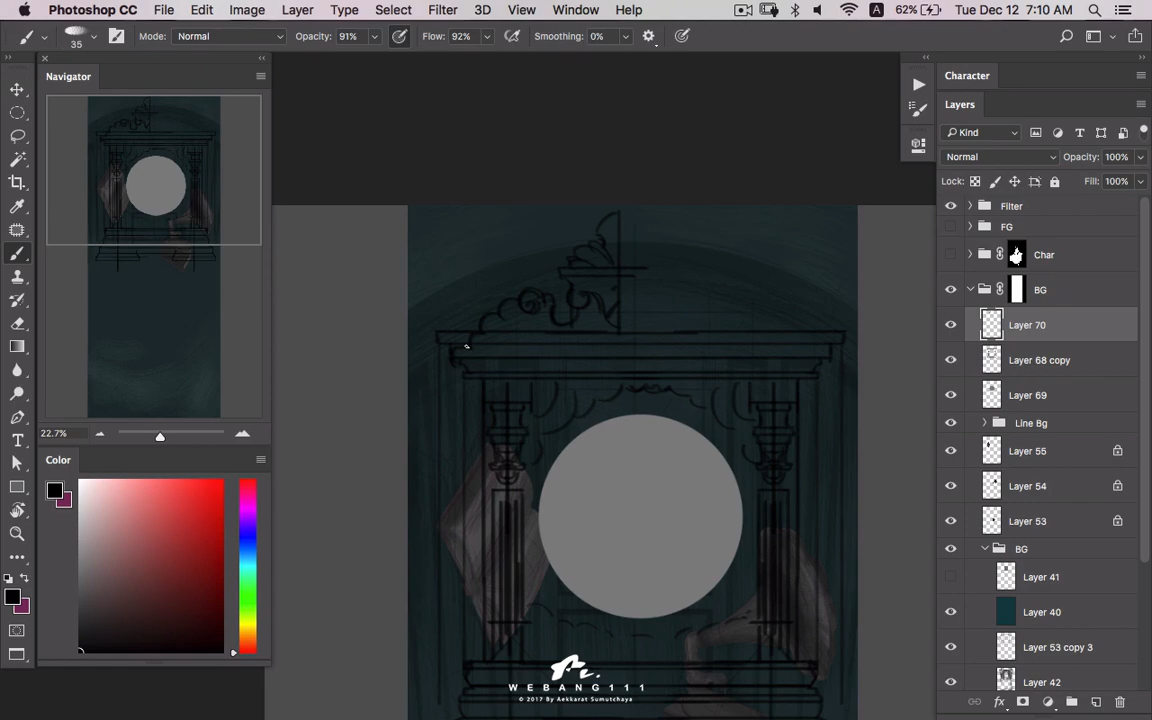 Photoshop CC File Edit Image Layer Type Select Filter 3D View Window Help A 62% Tue Dec 12 7:10 AM
35 Mode: Normal Opacity: 91% Flow: 92% Smoothing: 0%
Navigator
22.7%
Color
Character
Layers
Kind
Normal Opacity: 100%
Lock: Fill: 100%
Filter
FG
Char
BG
Layer 70
Layer 68 copy
Layer 69
Line Bg
Layer 55
Layer 54
Layer 53
BG
Layer 41
Layer 40
Layer 53 copy 3
Layer 42
fx
WEBANG111
© 2017 By Aekkarat Sumutchaya